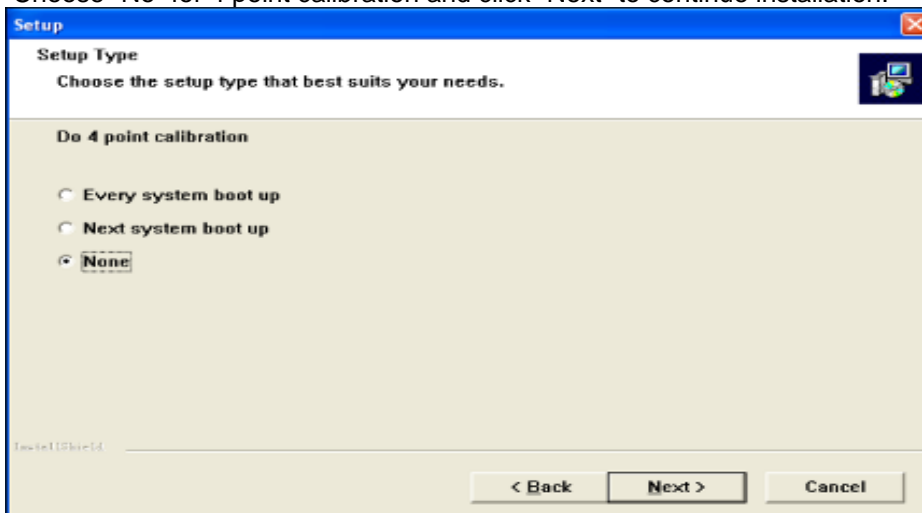 Choose "No" for 4 point calibration and click "Next" to continue installation.
Setup
Setup Type
Choose the setup type that best suits your needs.
Do 4 point calibration
Every system boot up
Next system boot up
None
InstallShield
< Back
Next >
Cancel